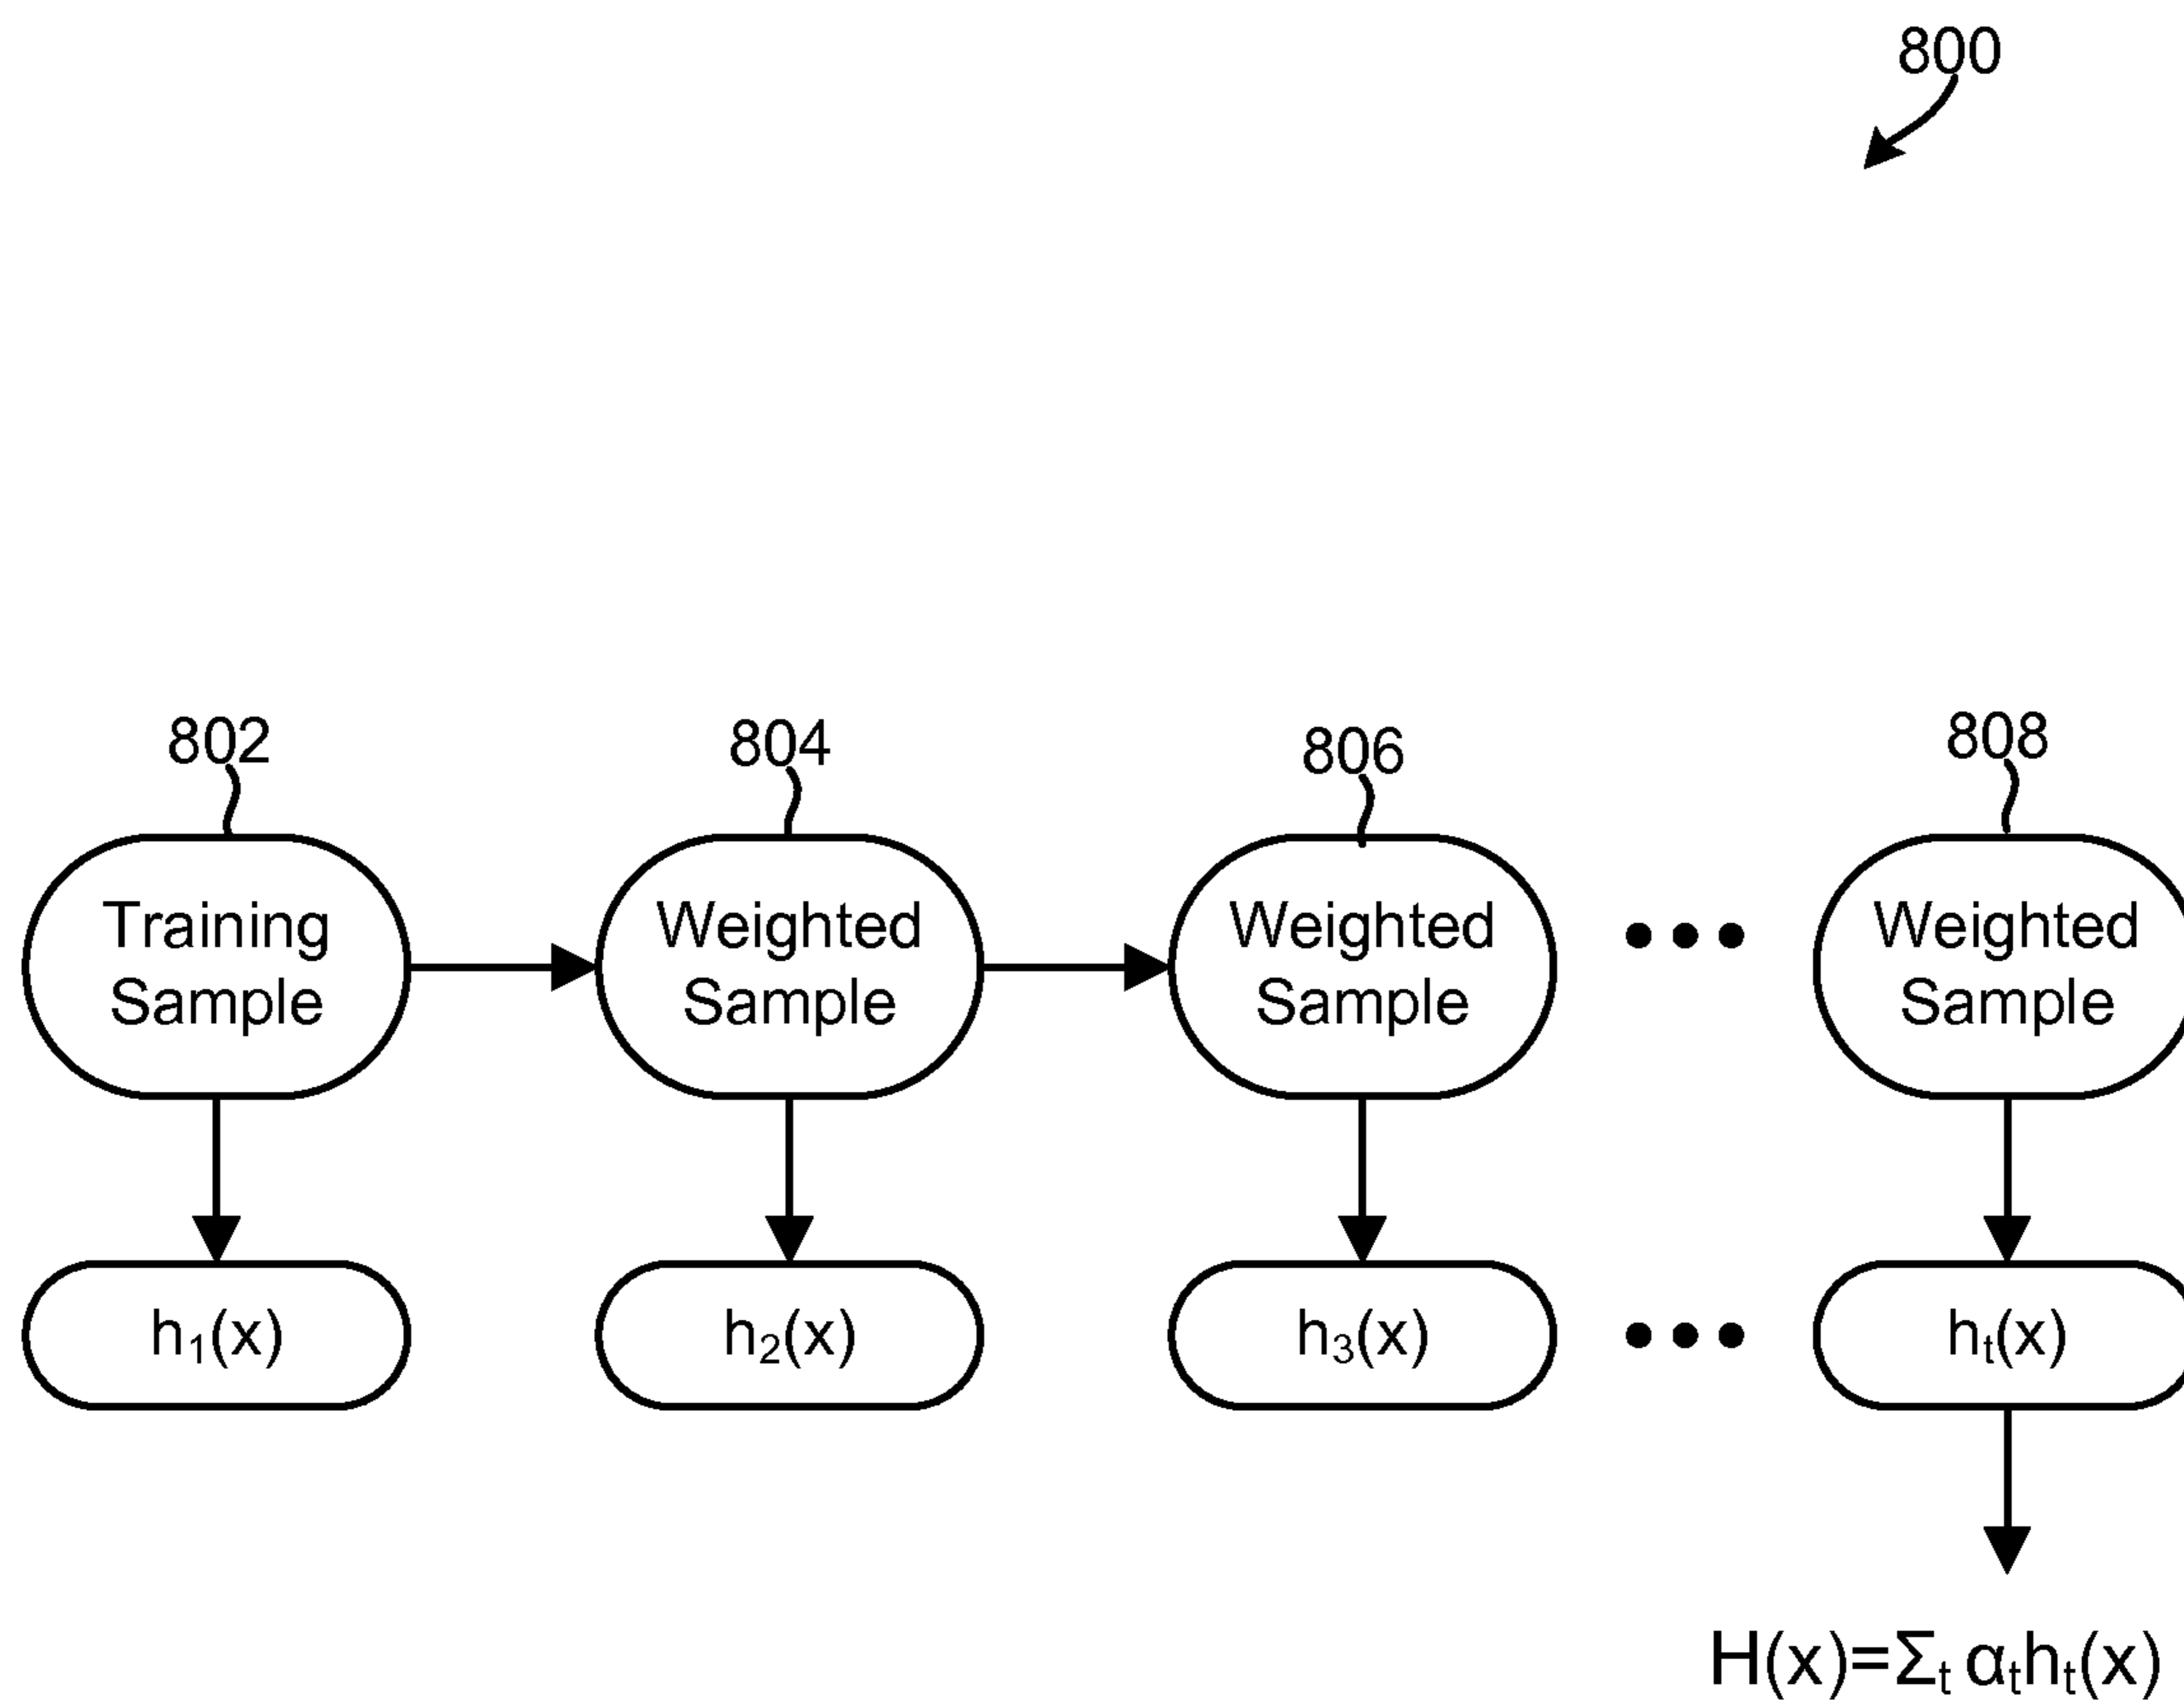 800
802
804
806
808
Training
Sample
Weighted
Sample
Weighted
Sample
Weighted
Sample
h₁(x)
h₂(x)
h₃(x)
hₜ(x)
H(x)=Σₜ αₜhₜ(x)